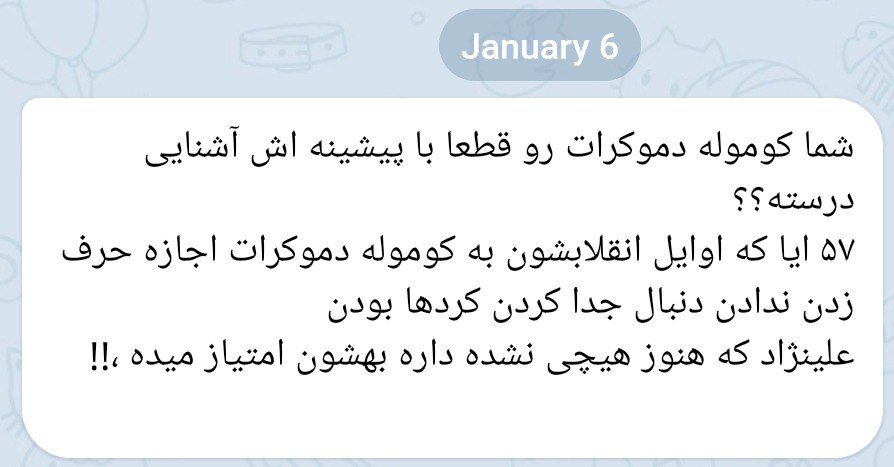 January 6
شما کوموله دموکرات رو قطعا با پیشینه اش آشنایی
درسته؟؟
۵۷ ایا که اوایل انقلابشون به کوموله دموکرات اجازه حرف
زدن ندادن دنبال جدا کردن کردها بودن
علینژاد که هنوز هیچی نشده داره بهشون امتیاز میده ،!!